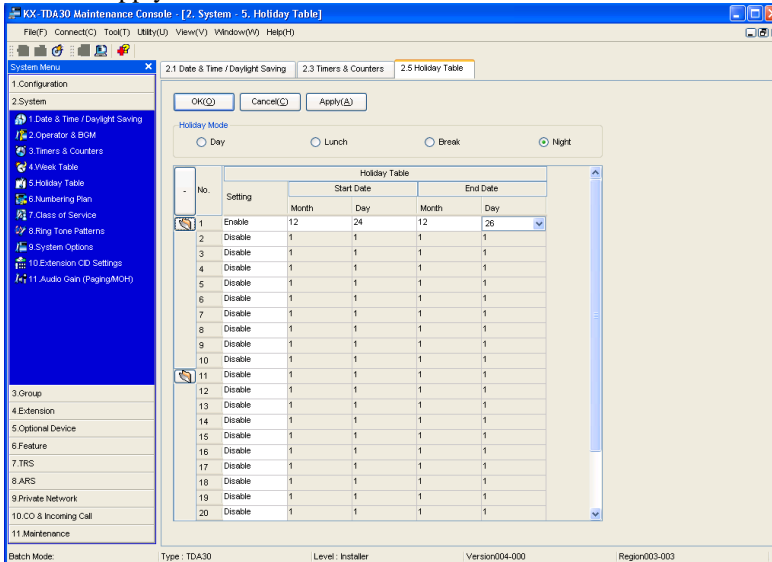 KX-TDA30 Maintenance Console - [2. System - 5. Holiday Table]
File(F) Connect(C) Tool(T) Utility(U) View(V) Window(W) Help(H)
System Menu X
1.Configuration
2.System
1.Date & Time / Daylight Saving
2.Operator & BGM
3.Timers & Counters
4.Week Table
5.Holiday Table
6.Numbering Plan
7.Class of Service
8.Ring Tone Patterns
9.System Options
10.Extension CID Settings
11.Audio Gain (Paging/MOH)
3.Group
4.Extension
5.Optional Device
6.Feature
7.TRS
8.ARS
9.Private Network
10.CO & Incoming Call
11.Maintenance
2.1 Date & Time / Daylight Saving 2.3 Timers & Counters 2.5 Holiday Table
OK(O) Cancel(C) Apply(A)
Holiday Mode
Day Lunch Break Night
Holiday Table
- No. Setting Start Date End Date
Month Day Month Day
1 Enable 12 24 12 26
2 Disable 1 1 1 1
3 Disable 1 1 1 1
4 Disable 1 1 1 1
5 Disable 1 1 1 1
6 Disable 1 1 1 1
7 Disable 1 1 1 1
8 Disable 1 1 1 1
9 Disable 1 1 1 1
10 Disable 1 1 1 1
11 Disable 1 1 1 1
12 Disable 1 1 1 1
13 Disable 1 1 1 1
14 Disable 1 1 1 1
15 Disable 1 1 1 1
16 Disable 1 1 1 1
17 Disable 1 1 1 1
18 Disable 1 1 1 1
19 Disable 1 1 1 1
20 Disable 1 1 1 1
Batch Mode: Type : TDA30 Level : Installer Version004-000 Region003-003